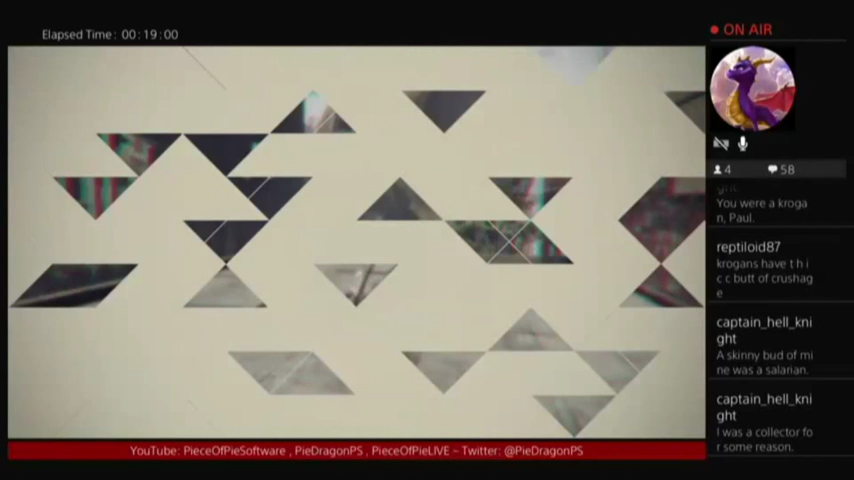 Elapsed Time: 00:19:00
ON AIR
4 58
You were a kroga
n, Paul.
reptiloid87
krogans have t h i
c c butt of crushag
e
captain_hell_kni
ght
A skinny bud of mi
ne was a salarian.
captain_hell_kni
ght
I was a collector fo
r some reason.
YouTube: PieceOfPieSoftware , PieDragonPS , PieceOfPieLIVE ~ Twitter: @PieDragonPS